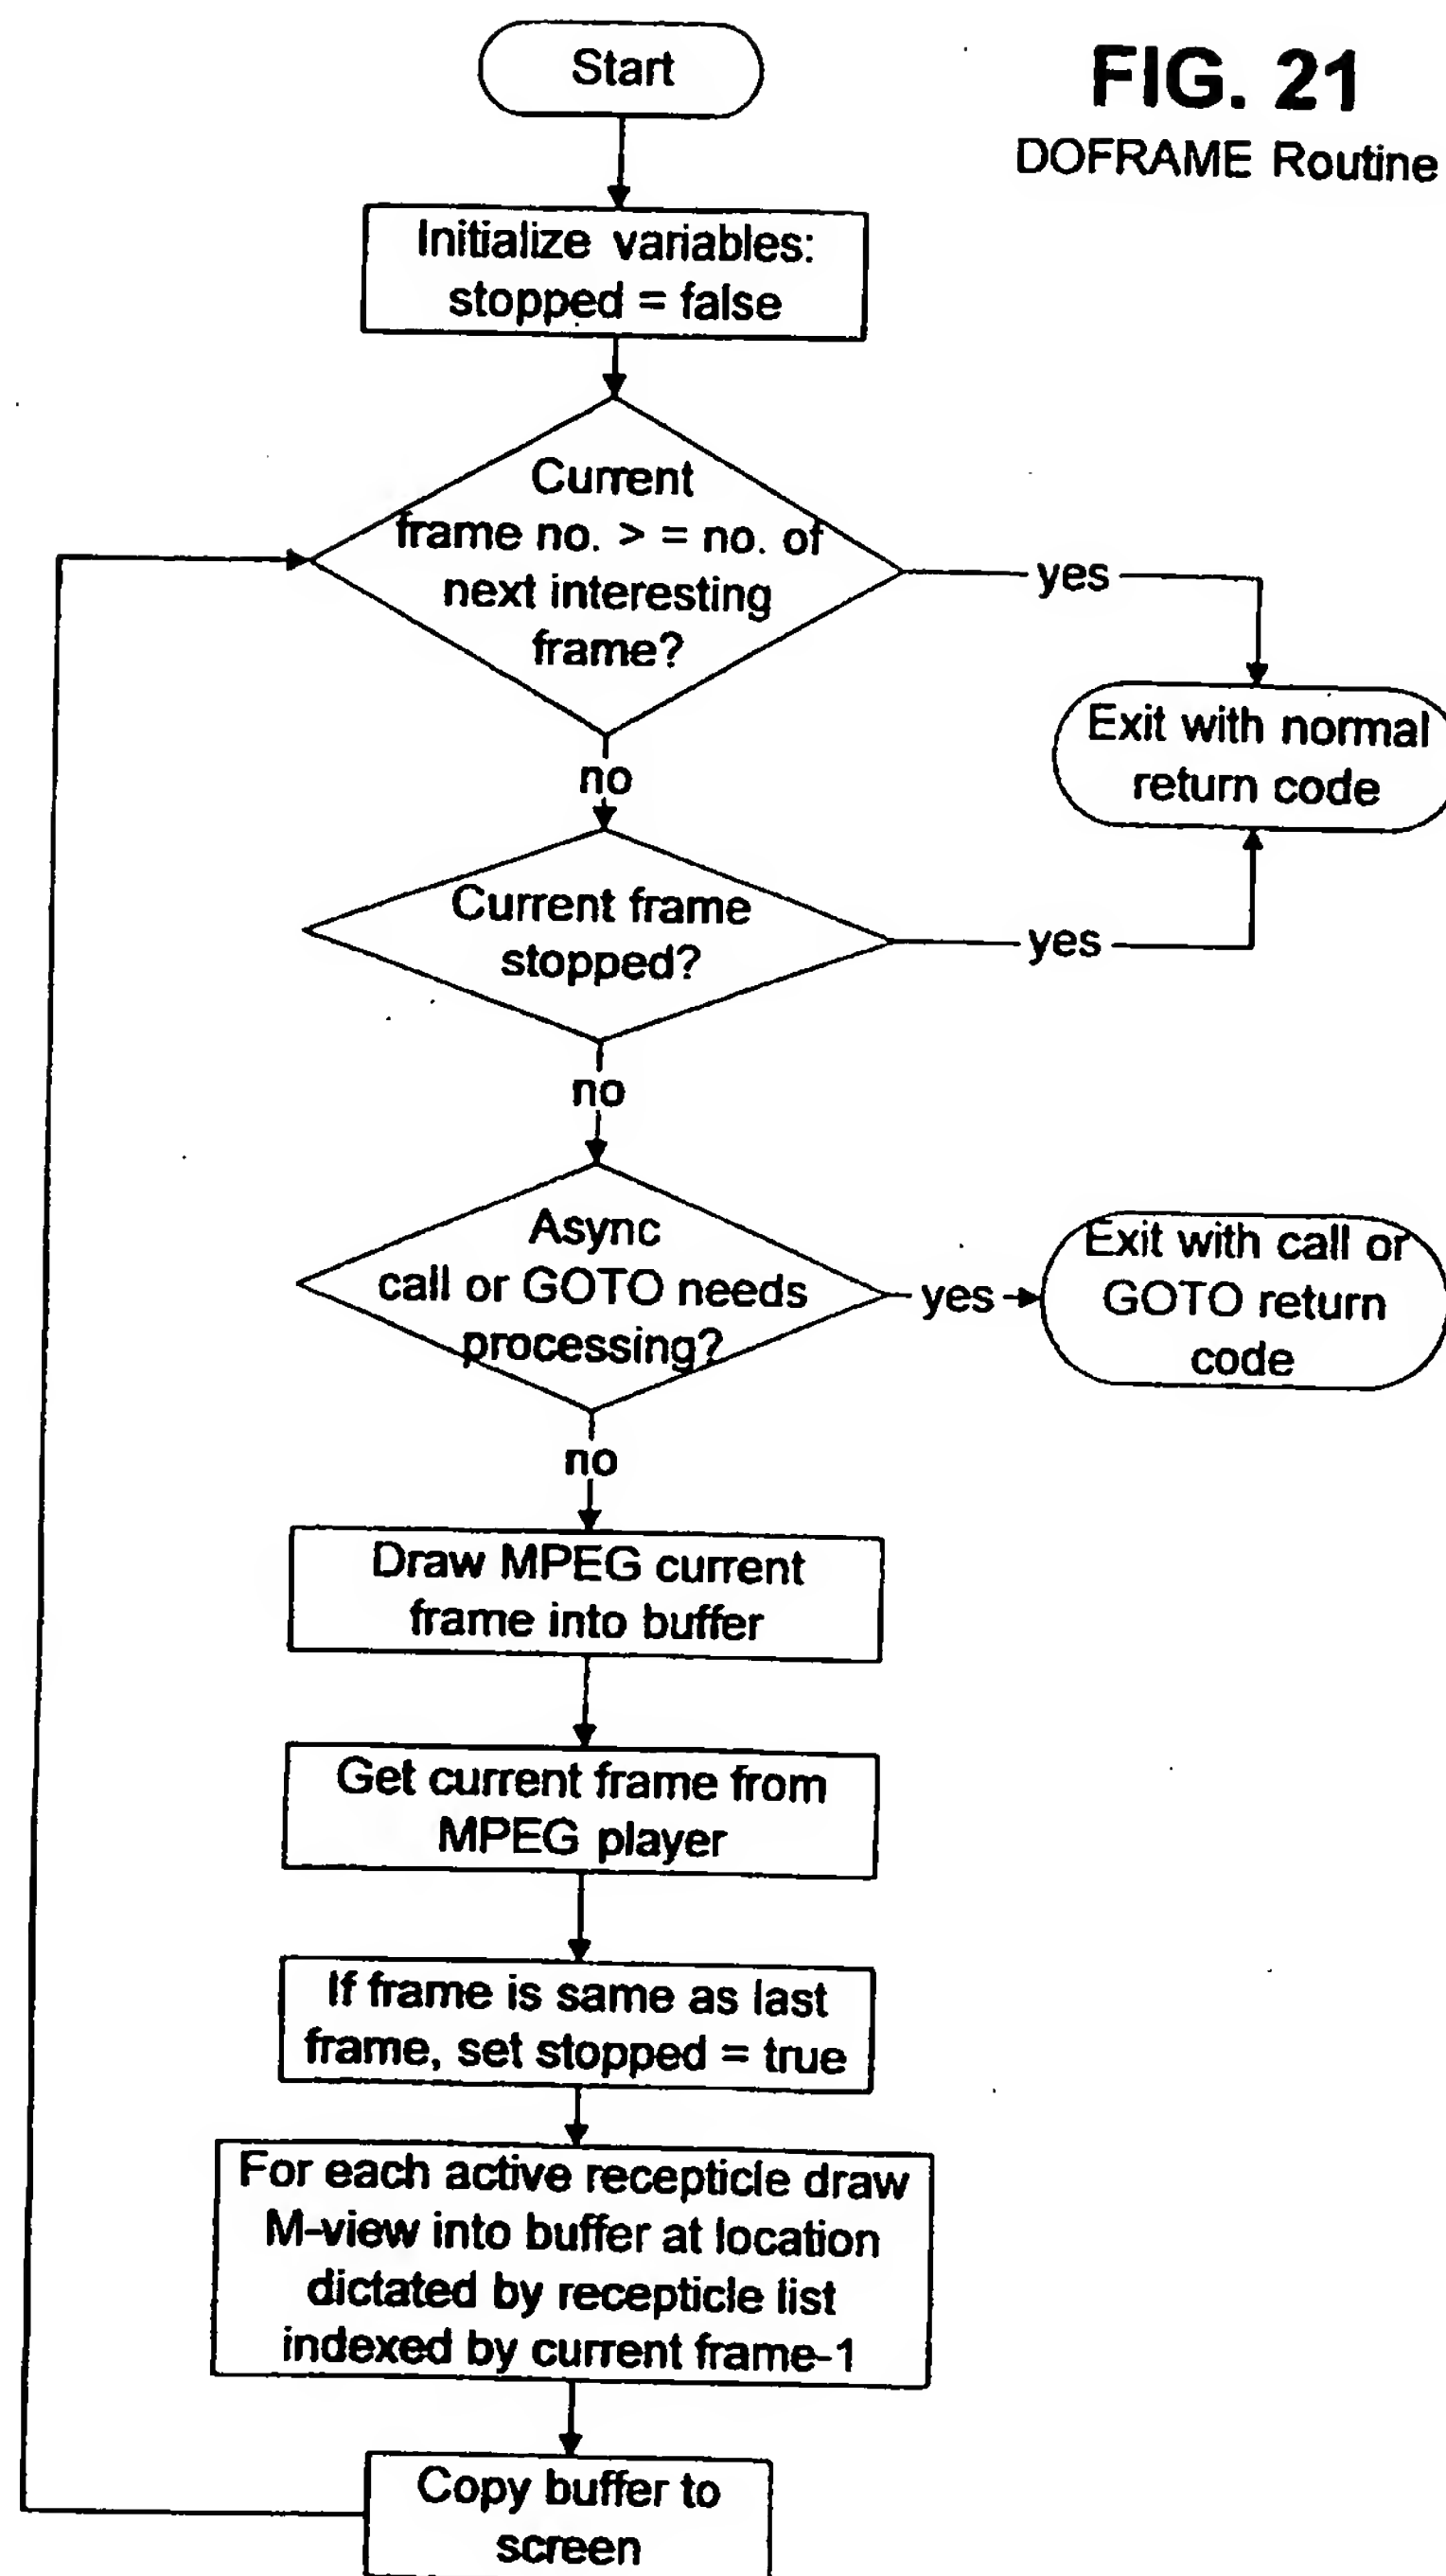 Start
FIG. 21
DOFRAME Routine
Initialize variables:
stopped = false
Current
frame no. > = no. of
next interesting
frame?
yes
Exit with normal
return code
no
Current frame
stopped?
yes
no
Async
call or GOTO needs
processing?
yes
Exit with call or
GOTO return
code
no
Draw MPEG current
frame into buffer
Get current frame from
MPEG player
If frame is same as last
frame, set stopped = true
For each active recepticle draw
M-view into buffer at location
dictated by recepticle list
indexed by current frame-1
Copy buffer to
screen